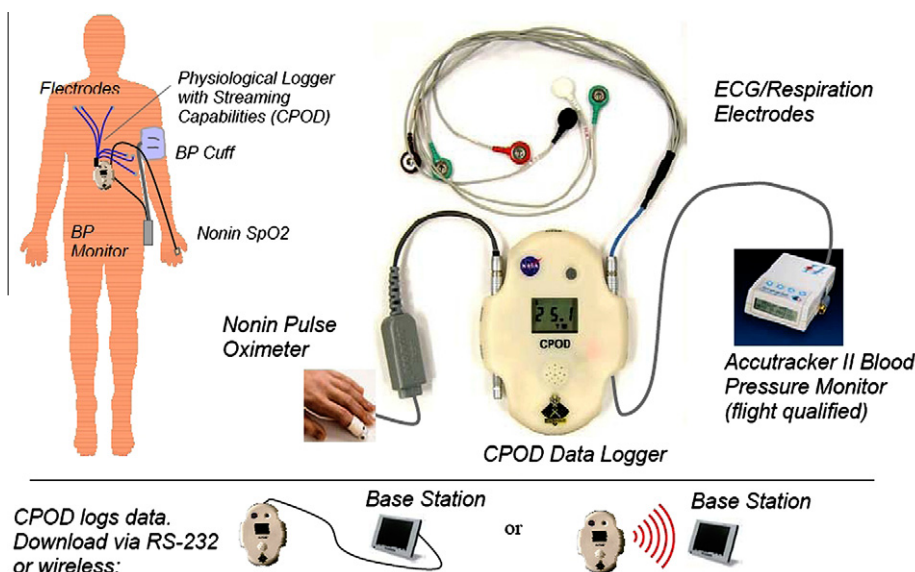 Electrodes
Physiological Logger
with Streaming
Capabilities (CPOD)
BP Cuff
BP
Monitor
Nonin SpO2
ECG/Respiration
Electrodes
Nonin Pulse
Oximeter
NASA
25.1
CPOD
Accutracker II Blood
Pressure Monitor
(flight qualified)
CPOD Data Logger
CPOD logs data.
Download via RS-232
or wireless:
Base Station
or
Base Station